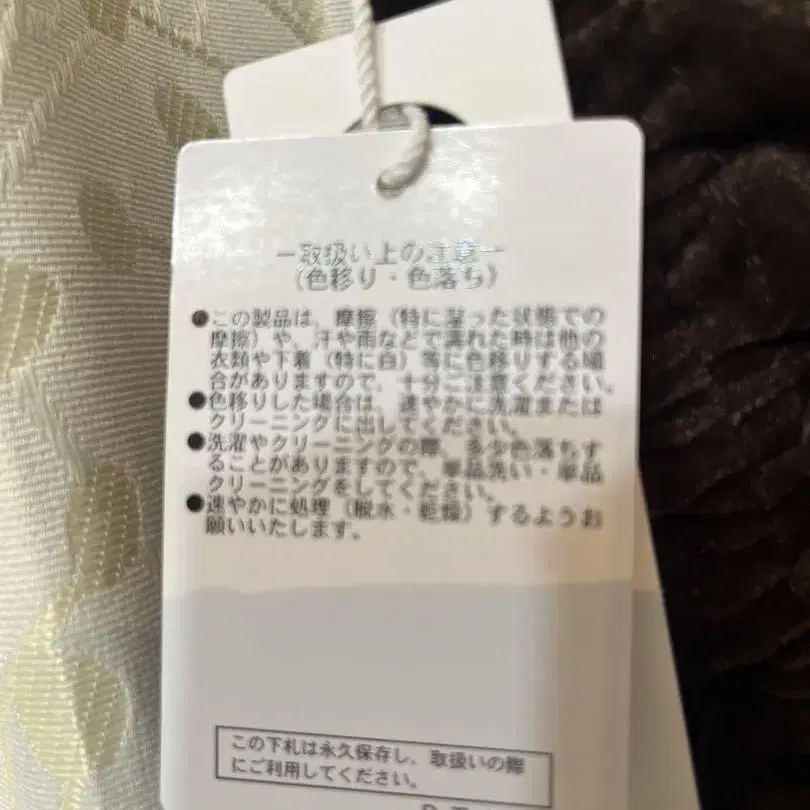 ー取扱い上の注意ー
(色移り・色落ち)
●この製品は、摩擦(特に湿った状態での
摩擦)や、汗や雨などで濡れた時は他の
衣類や下着(特に白)等に色移りする場
合がありますので、十分ご注意ください。
●色移りした場合は、速やかに洗濯または
クリーニングに出してください。
●洗濯やクリーニングの際、多少色落ちす
ることがありますので、単品洗い・単品
クリーニングをしてください。
●速やかに処理(脱水・乾燥)するようお
願いいたします。
この下札は永久保存し、取扱いの際
にご利用してください。